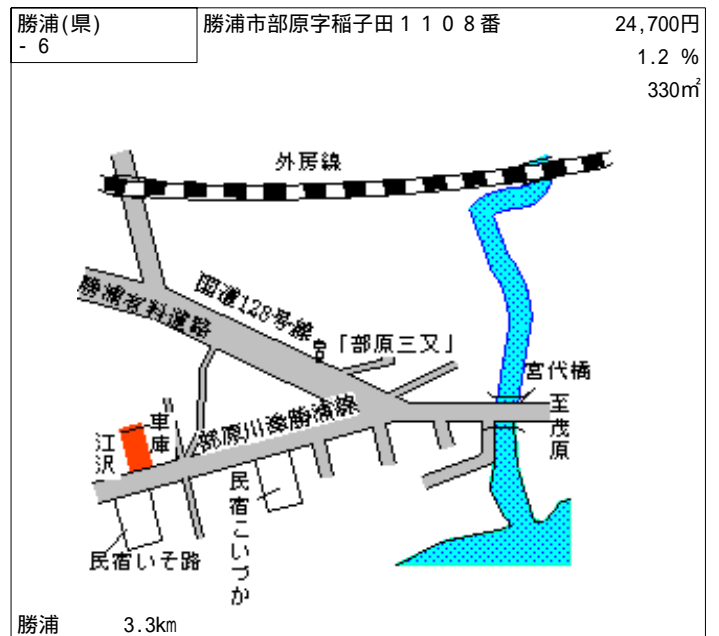 勝浦(県)
- 6
勝浦市部原字稲子田１１０８番
24,700円
1.2 %
330㎡
外房線
国道128号線
勝浦有料道路
「部原三又」
宮代橋
至茂原
部原川津勝浦線
車庫
江沢
民宿こいづか
民宿いそ路
勝浦 3.3km